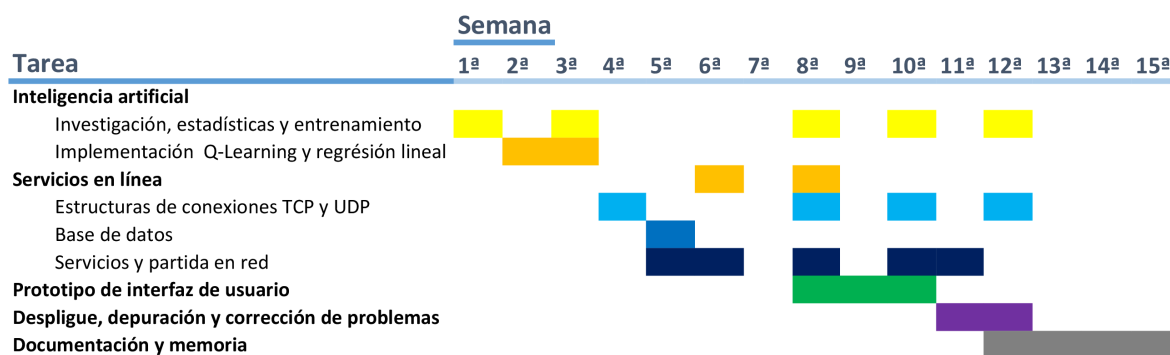 Semana
Tarea 1ª 2ª 3ª 4ª 5ª 6ª 7ª 8ª 9ª 10ª 11ª 12ª 13ª 14ª 15ª
Inteligencia artificial
Investigación, estadísticas y entrenamiento
Implementación Q-Learning y regrésión lineal
Servicios en línea
Estructuras de conexiones TCP y UDP
Base de datos
Servicios y partida en red
Prototipo de interfaz de usuario
Despligue, depuración y corrección de problemas
Documentación y memoria